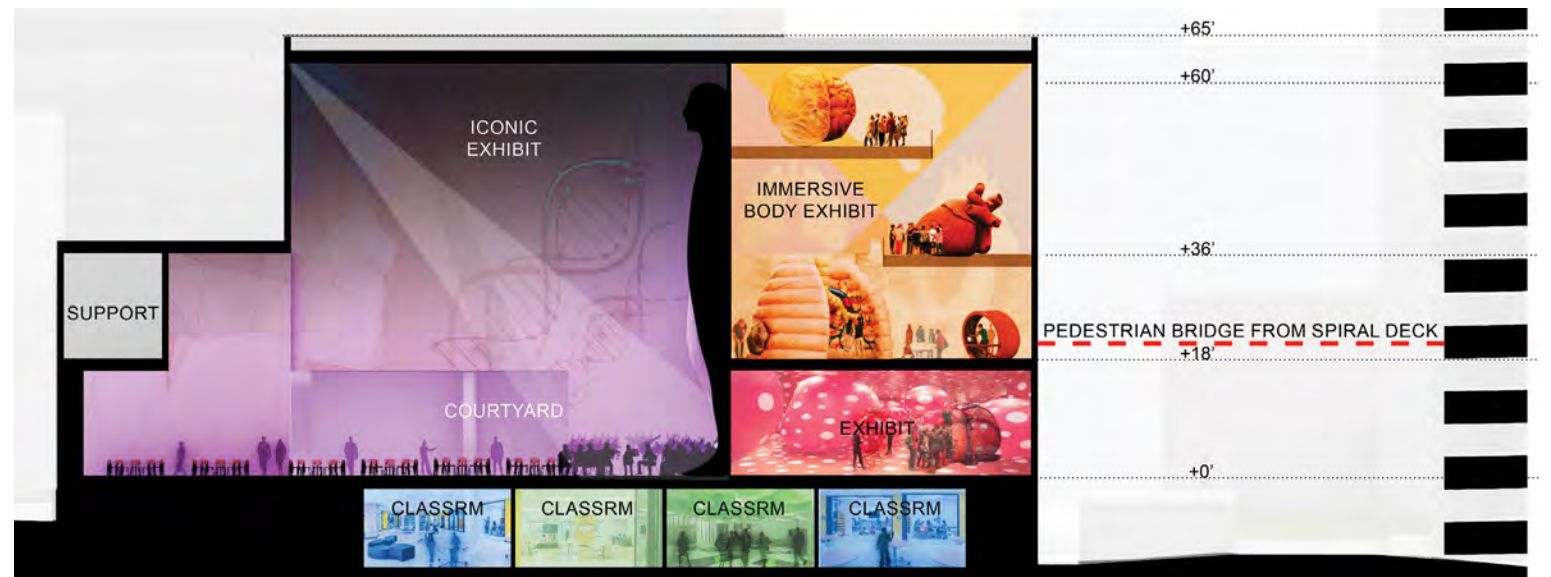 +65'
+60'
ICONIC
EXHIBIT
IMMERSIVE
BODY EXHIBIT
+36'
SUPPORT
PEDESTRIAN BRIDGE FROM SPIRAL DECK
+18'
COURTYARD
EXHIBIT
+0'
CLASSRM
CLASSRM
CLASSRM
CLASSRM